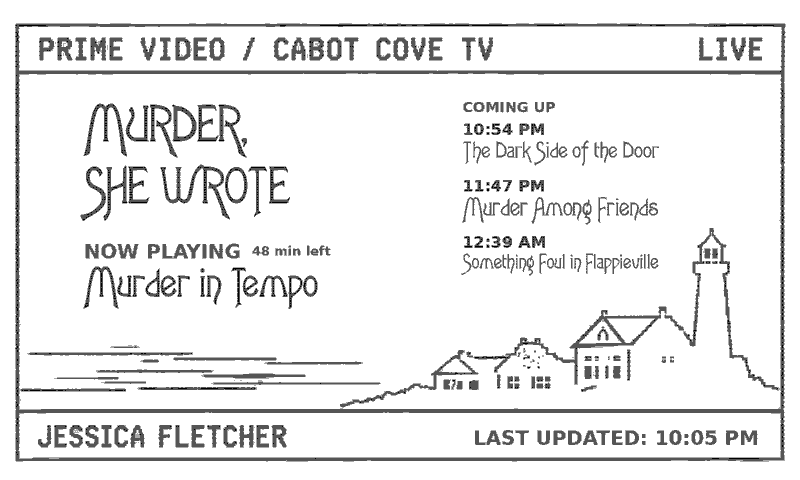 PRIME VIDEO / CABOT COVE TV
LIVE
MURDER,
SHE WROTE
NOW PLAYING 48 min left
Murder in Tempo
COMING UP
10:54 PM
The Dark Side of the Door
11:47 PM
Murder Among Friends
12:39 AM
Something Foul in Flappieville
JESSICA FLETCHER
LAST UPDATED: 10:05 PM